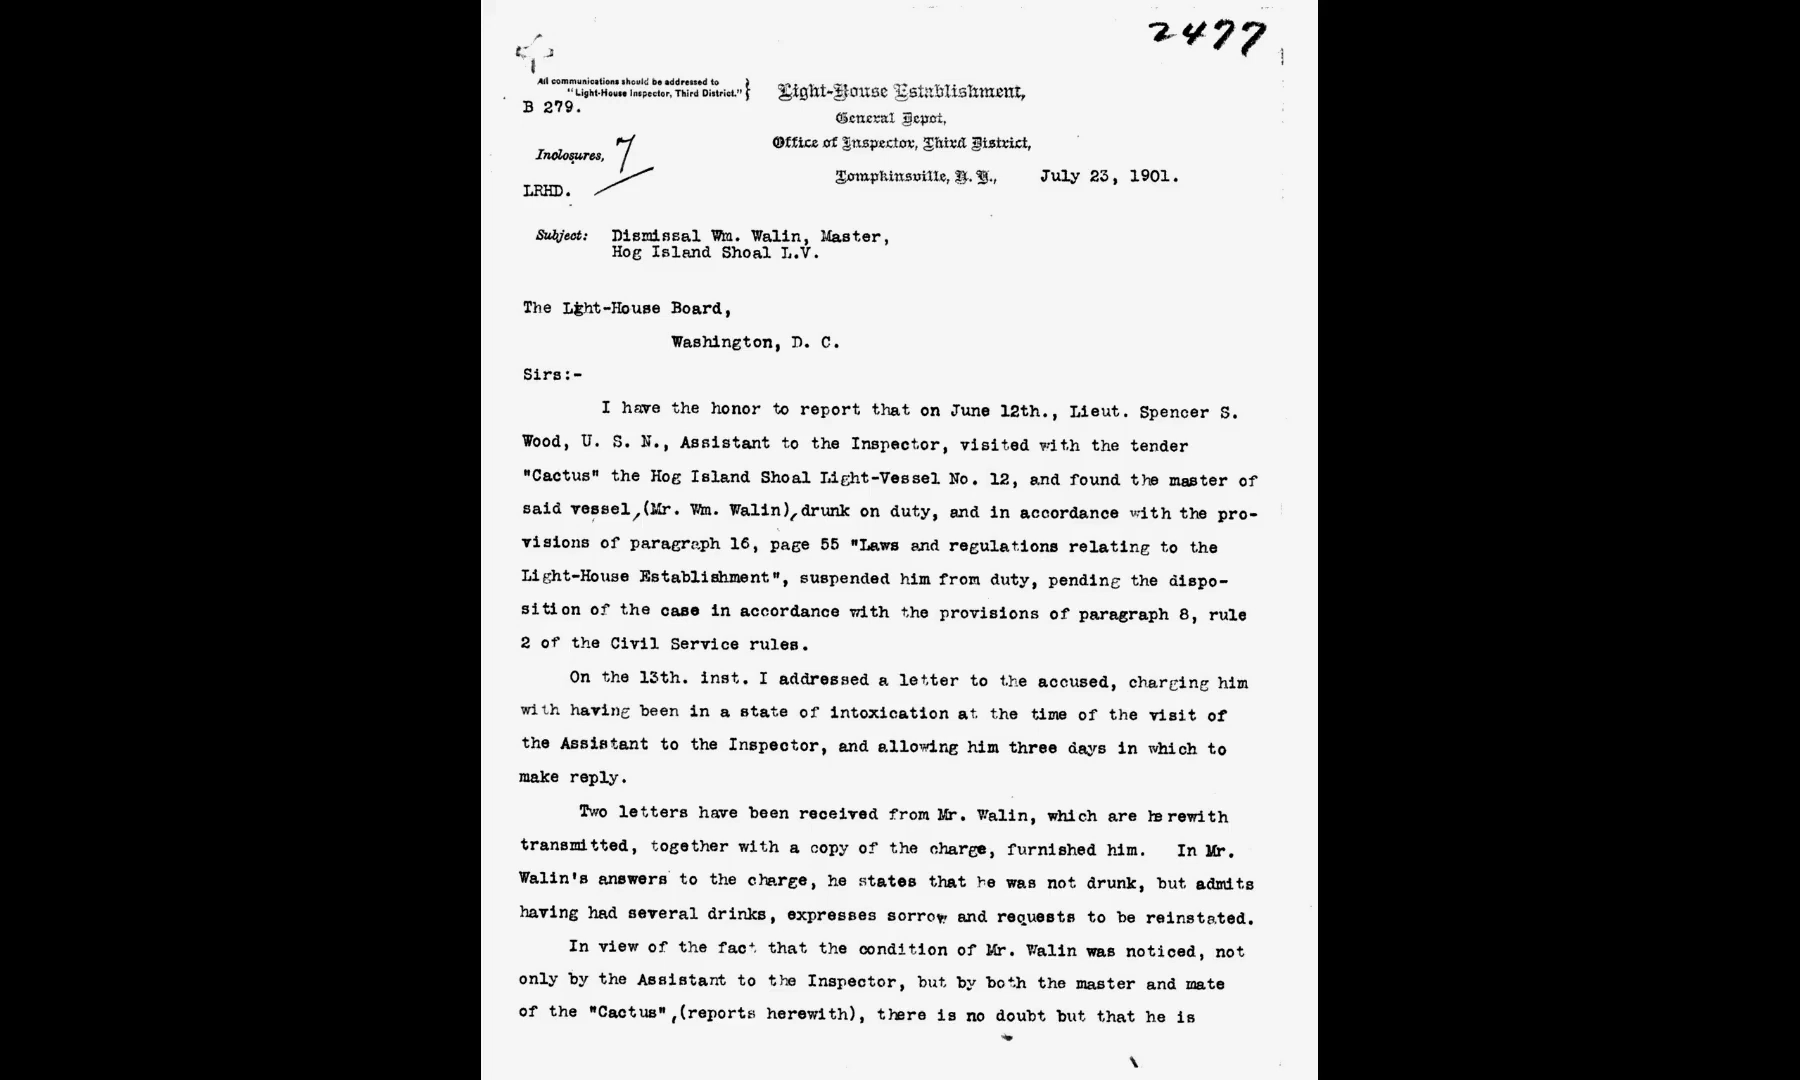 2477
All communications should be addressed to
"Light-House Inspector, Third District."}
B 279.
Light-House Establishment,
General Depot,
Office of Inspector, Third District,
Inclosures, 7
Tompkinsville, N. Y., July 23, 1901.
LRHD.
Subject: Dismissal Wm. Walin, Master,
Hog Island Shoal L.V.
The Lght-House Board,
Washington, D. C.
Sirs:-
I have the honor to report that on June 12th., Lieut. Spencer S.
Wood, U. S. N., Assistant to the Inspector, visited with the tender
"Cactus" the Hog Island Shoal Light-Vessel No. 12, and found the master of
said vessel,(Mr. Wm. Walin),drunk on duty, and in accordance with the pro-
visions of paragraph 16, page 55 "Laws and regulations relating to the
Light-House Establishment", suspended him from duty, pending the dispo-
sition of the case in accordance with the provisions of paragraph 8, rule
2 of the Civil Service rules.
On the 13th. inst. I addressed a letter to the accused, charging him
with having been in a state of intoxication at the time of the visit of
the Assistant to the Inspector, and allowing him three days in which to
make reply.
Two letters have been received from Mr. Walin, which are herewith
transmitted, together with a copy of the charge, furnished him. In Mr.
Walin's answers to the charge, he states that he was not drunk, but admits
having had several drinks, expresses sorrow and requests to be reinstated.
In view of the fact that the condition of Mr. Walin was noticed, not
only by the Assistant to the Inspector, but by both the master and mate
of the "Cactus",(reports herewith), there is no doubt but that he is